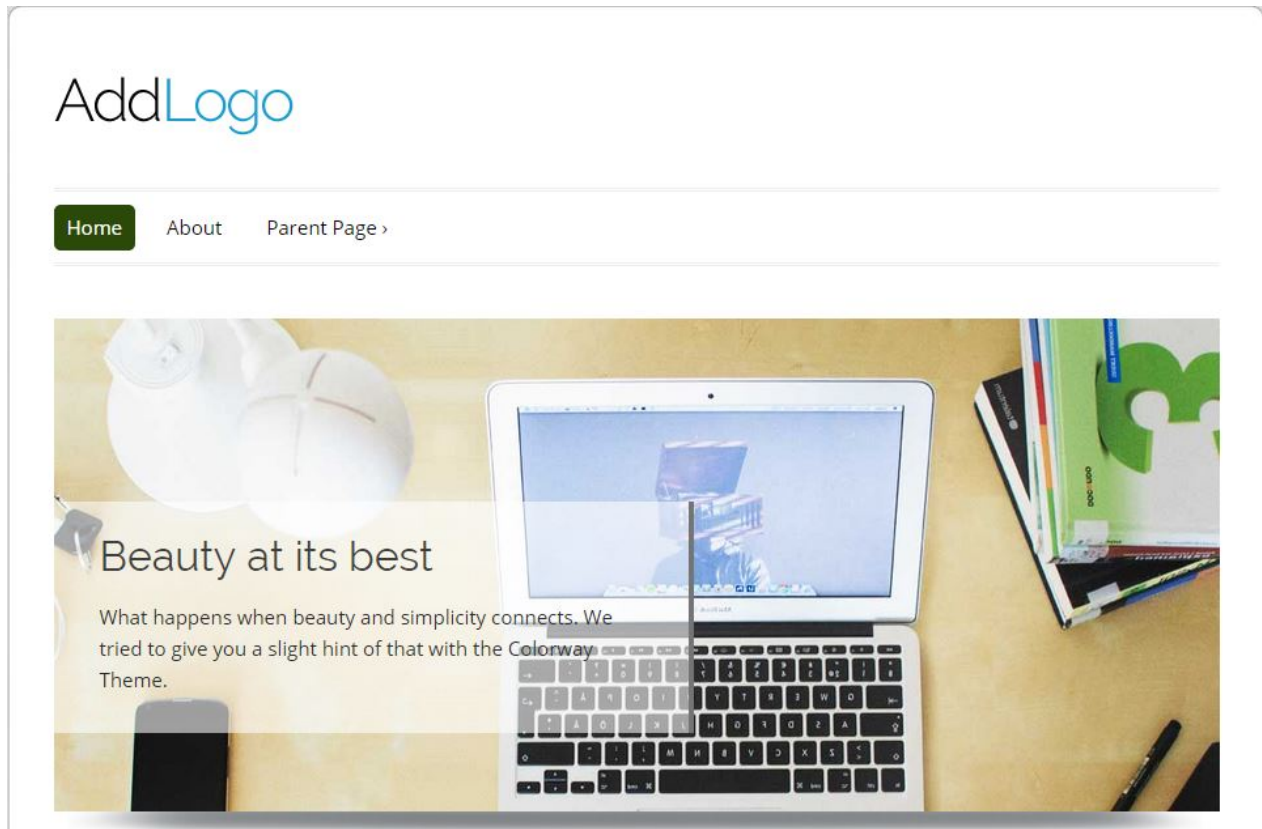 AddLogo
Home About Parent Page ›
Beauty at its best
What happens when beauty and simplicity connects. We
tried to give you a slight hint of that with the Colorway
Theme.